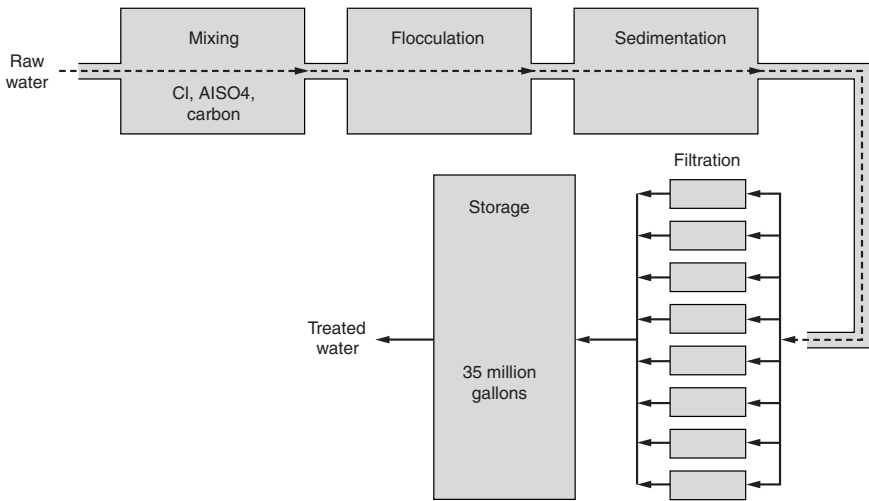 Mixing
Flocculation
Sedimentation
Raw
water
Cl, AlSO4,
carbon
Filtration
Storage
Treated
water
35 million
gallons